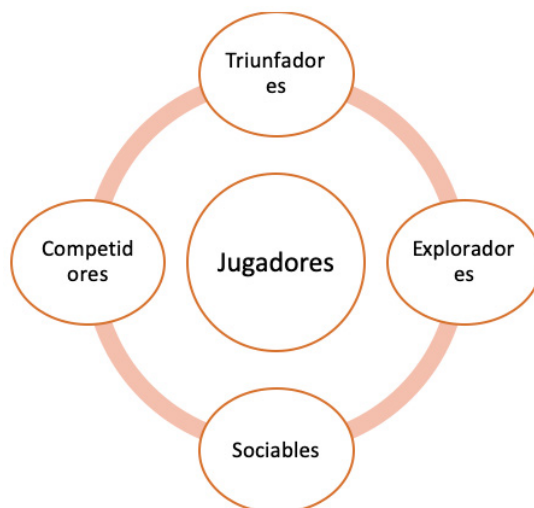 Triunfador
es
Competid
ores
Jugadores
Explorador
es
Sociables